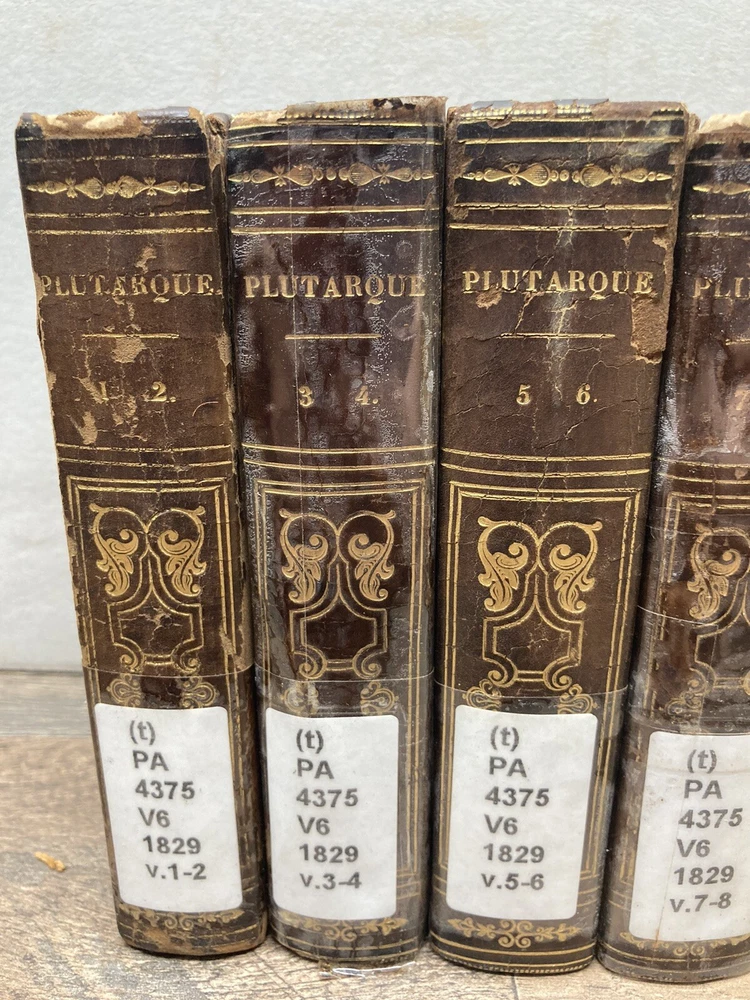 PLUTARQUE.
1 2.
(t)
PA
4375
V6
1829
v.1-2
PLUTARQUE
3 4.
(t)
PA
4375
V6
1829
v.3-4
PLUTARQUE
5 6.
(t)
PA
4375
V6
1829
v.5-6
PLU
(t)
PA
4375
V6
1829
v.7-8